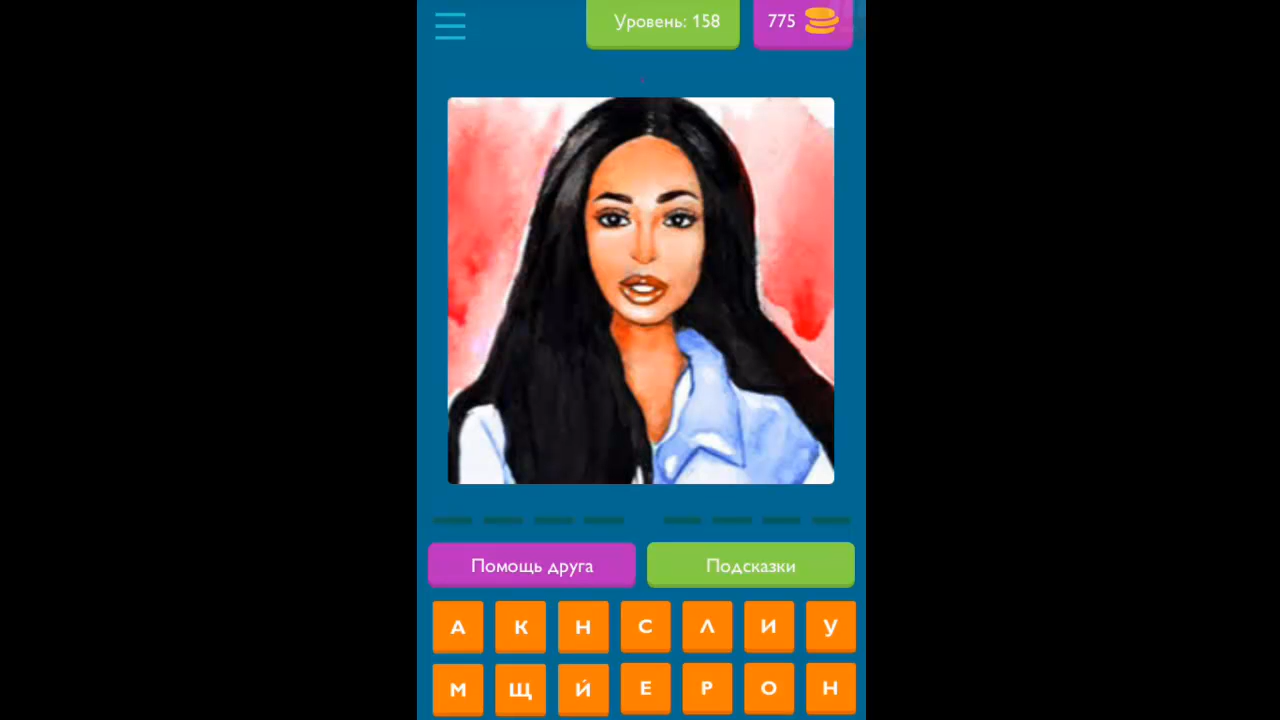 Уровень: 158
775
Помощь друга
Подсказки
А К Н С Л И У
М Щ Й Е Р О Н